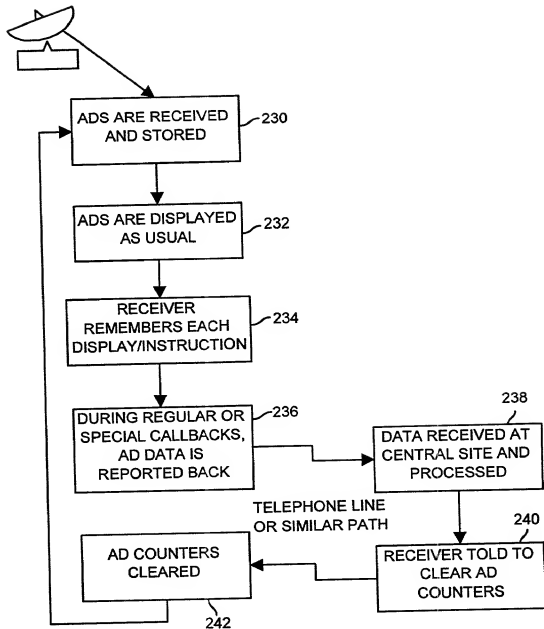 ADS ARE RECEIVED
AND STORED
230
ADS ARE DISPLAYED
AS USUAL
232
RECEIVER
REMEMBERS EACH
DISPLAY/INSTRUCTION
234
DURING REGULAR OR
SPECIAL CALLBACKS,
AD DATA IS
REPORTED BACK
236
238
DATA RECEIVED AT
CENTRAL SITE AND
PROCESSED
TELEPHONE LINE
OR SIMILAR PATH
240
RECEIVER TOLD TO
CLEAR AD
COUNTERS
AD COUNTERS
CLEARED
242